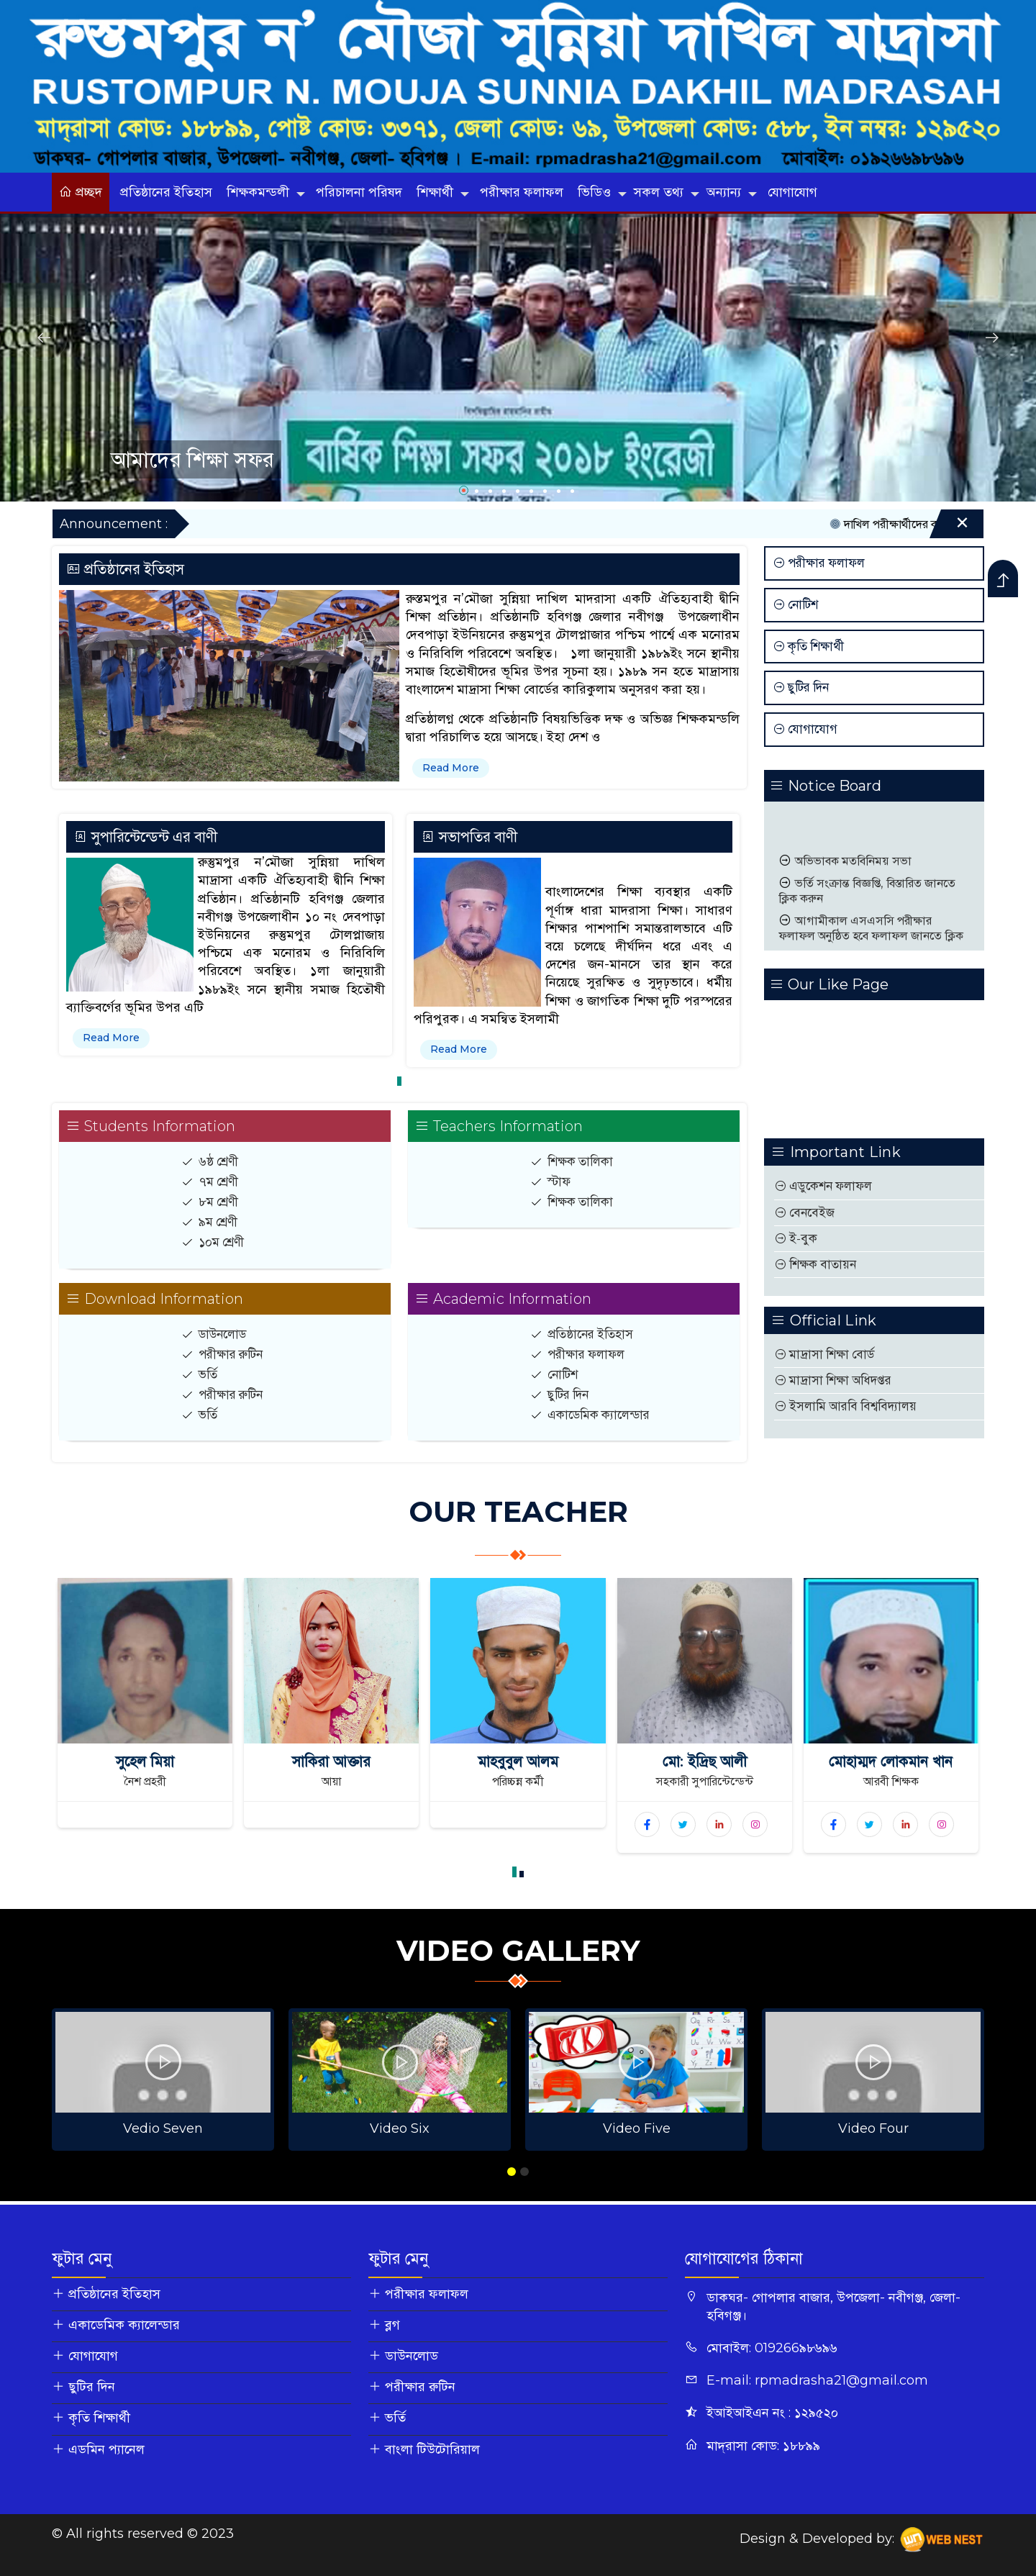 রুস্তমপুর ন’ মৌজা সুন্নিয়া দাখিল মাদ্রাসা
RUSTOMPUR N. MOUJA SUNNDIA DAKHIL MADRASAH
মাদ্রাসা কোড: ১৮৮৯৯, পোষ্ট কোড: ৩৩৭১, জেলা কোড: ৬৯, উপজেলা কোড: ৫৮৮, ইন নম্বর: ১২৯৫২০
ডাকঘর- গোপলার বাজার, উপজেলা- নবীগঞ্জ, জেলা- হবিগঞ্জ । E-mail: rpmadrasha21@gmail.com মোবাইল: ০১৯২৬৬৯৮৬৯৬
প্রচ্ছদ প্রতিষ্ঠানের ইতিহাস শিক্ষকমন্ডলী পরিচালনা পরিষদ শিক্ষার্থী পরীক্ষার ফলাফল ভিডিও সকল তথ্য অন্যান্য যোগাযোগ
বার্ষিক শিক্ষা সফর ২০১৫ ইংরেজী
আমাদের শিক্ষা সফর
Announcement :
দাখিল পরীক্ষার্থীদের
প্রতিষ্ঠানের ইতিহাস
রুস্তমপুর ন’মৌজা সুন্নিয়া দাখিল মাদরাসা একটি ঐতিহ্যবাহী দ্বীনি
শিক্ষা প্রতিষ্ঠান। প্রতিষ্ঠানটি হবিগঞ্জ জেলার নবীগঞ্জ উপজেলাধীন
দেবপাড়া ইউনিয়নের রুস্তুমপুর টোলপ্লাজার পশ্চিম পার্শ্বে এক মনোরম
ও নিরিবিলি পরিবেশে অবস্থিত। ১লা জানুয়ারী ১৯৮৯ইং সনে স্থানীয়
সমাজ হিতৌষীদের ভূমির উপর সূচনা হয়। ১৯৮৯ সন হতে মাদ্রাসায়
বাংলাদেশ মাদ্রাসা শিক্ষা বোর্ডের কারিকুলাম অনুসরণ করা হয়।
প্রতিষ্ঠালগ্ন থেকে প্রতিষ্ঠানটি বিষয়ভিত্তিক দক্ষ ও অভিজ্ঞ শিক্ষকমন্ডলি
দ্বারা পরিচালিত হয়ে আসছে। ইহা দেশ ও
Read More
পরীক্ষার ফলাফল
নোটিশ
কৃতি শিক্ষার্থী
ছুটির দিন
যোগাযোগ
Notice Board
অভিভাবক মতবিনিময় সভা
ভর্তি সংক্রান্ত বিজ্ঞপ্তি, বিস্তারিত জানতে
ক্লিক করুন
আগামীকাল এসএসসি পরীক্ষার
ফলাফল অনুষ্ঠিত হবে ফলাফল জানতে ক্লিক
সুপারিন্টেন্ডেন্ট এর বাণী
রুস্তুমপুর ন’মৌজা সুন্নিয়া দাখিল
মাদ্রাসা একটি ঐতিহ্যবাহী দ্বীনি শিক্ষা
প্রতিষ্ঠান। প্রতিষ্ঠানটি হবিগঞ্জ জেলার
নবীগঞ্জ উপজেলাধীন ১০ নং দেবপাড়া
ইউনিয়নের রুস্তুমপুর টোলপ্লাজায়
পশ্চিমে এক মনোরম ও নিরিবিলি
পরিবেশে অবস্থিত। ১লা জানুয়ারী
১৯৮৯ইং সনে স্থানীয় সমাজ হিতৌষী
ব্যাক্তিবর্গের ভূমির উপর এটি
Read More
সভাপতির বাণী
বাংলাদেশের শিক্ষা ব্যবস্থার একটি
পূর্ণাঙ্গ ধারা মাদরাসা শিক্ষা। সাধারণ
শিক্ষার পাশপাশি সমান্তরালভাবে এটি
বয়ে চলেছে দীর্ঘদিন ধরে এবং এ
দেশের জন-মানসে তার স্থান করে
নিয়েছে সুরক্ষিত ও সুদৃঢ়ভাবে। ধর্মীয়
শিক্ষা ও জাগতিক শিক্ষা দুটি পরস্পরের
পরিপুরক। এ সমন্বিত ইসলামী
Read More
Our Like Page
Students Information
৬ষ্ঠ শ্রেণী
৭ম শ্রেণী
৮ম শ্রেণী
৯ম শ্রেণী
১০ম শ্রেণী
Teachers Information
শিক্ষক তালিকা
স্টাফ
শিক্ষক তালিকা
Download Information
ডাউনলোড
পরীক্ষার রুটিন
ভর্তি
পরীক্ষার রুটিন
ভর্তি
Academic Information
প্রতিষ্ঠানের ইতিহাস
পরীক্ষার ফলাফল
নোটিশ
ছুটির দিন
একাডেমিক ক্যালেন্ডার
Important Link
এডুকেশন ফলাফল
বেনবেইজ
ই-বুক
শিক্ষক বাতায়ন
Official Link
মাদ্রাসা শিক্ষা বোর্ড
মাদ্রাসা শিক্ষা অধিদপ্তর
ইসলামি আরবি বিশ্ববিদ্যালয়
OUR TEACHER
সুহেল মিয়া
নৈশ প্রহরী
সাকিরা আক্তার
আয়া
মাহবুবুল আলম
পরিচ্ছন্ন কর্মী
মো: ইদ্রিছ আলী
সহকারী সুপারিন্টেন্ডেন্ট
মোহাম্মদ লোকমান খান
আরবী শিক্ষক
VIDEO GALLERY
Vedio Seven
Video Six
Video Five
Video Four
ফুটার মেনু
প্রতিষ্ঠানের ইতিহাস
একাডেমিক ক্যালেন্ডার
যোগাযোগ
ছুটির দিন
কৃতি শিক্ষার্থী
এডমিন প্যানেল
ফুটার মেনু
পরীক্ষার ফলাফল
ব্লগ
ডাউনলোড
পরীক্ষার রুটিন
ভর্তি
বাংলা টিউটোরিয়াল
যোগাযোগের ঠিকানা
ডাকঘর- গোপলার বাজার, উপজেলা- নবীগঞ্জ, জেলা-
হবিগঞ্জ।
মোবাইল: 019266৯৮৬৯৬
E-mail: rpmadrasha21@gmail.com
ইআইআইএন নং : ১২৯৫২০
মাদ্রাসা কোড: ১৮৮৯৯
© All rights reserved © 2023
Design & Developed by: WEB NEST